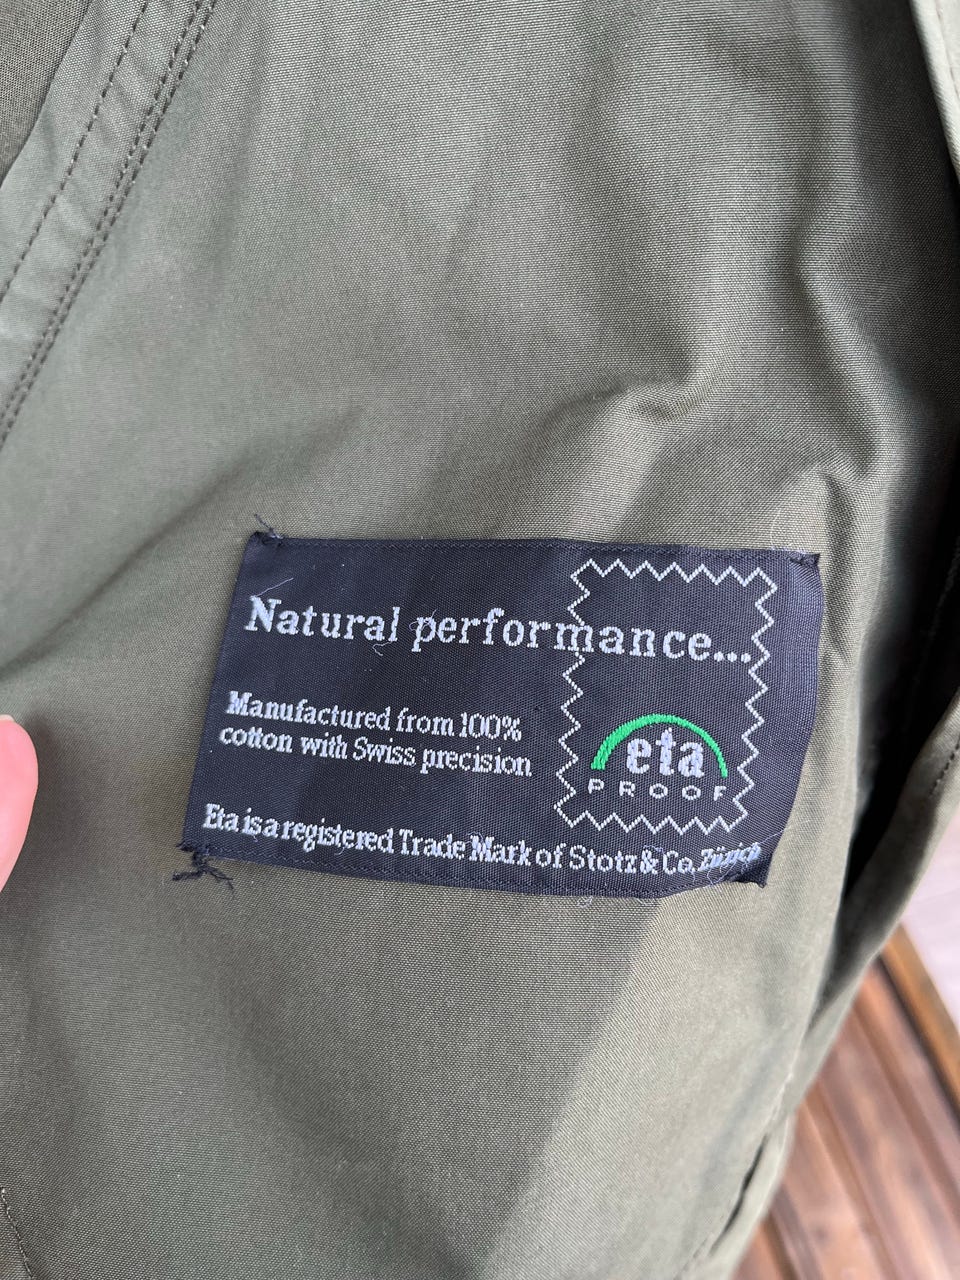 Natural performance...
Manufactured from 100%
cotton with Swiss precision
eta
PROOF
Eta is a registered Trade Mark of Stotz & Co. Zürich